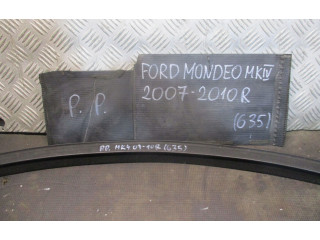 FORD MONDEO MKIV
P.P. 2007-2010R
(635)
PP. MK4 07-10R (635)